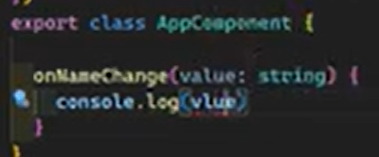 export class AppComponent {
onNameChange(value: string) {
console.log(vlue)
}
}